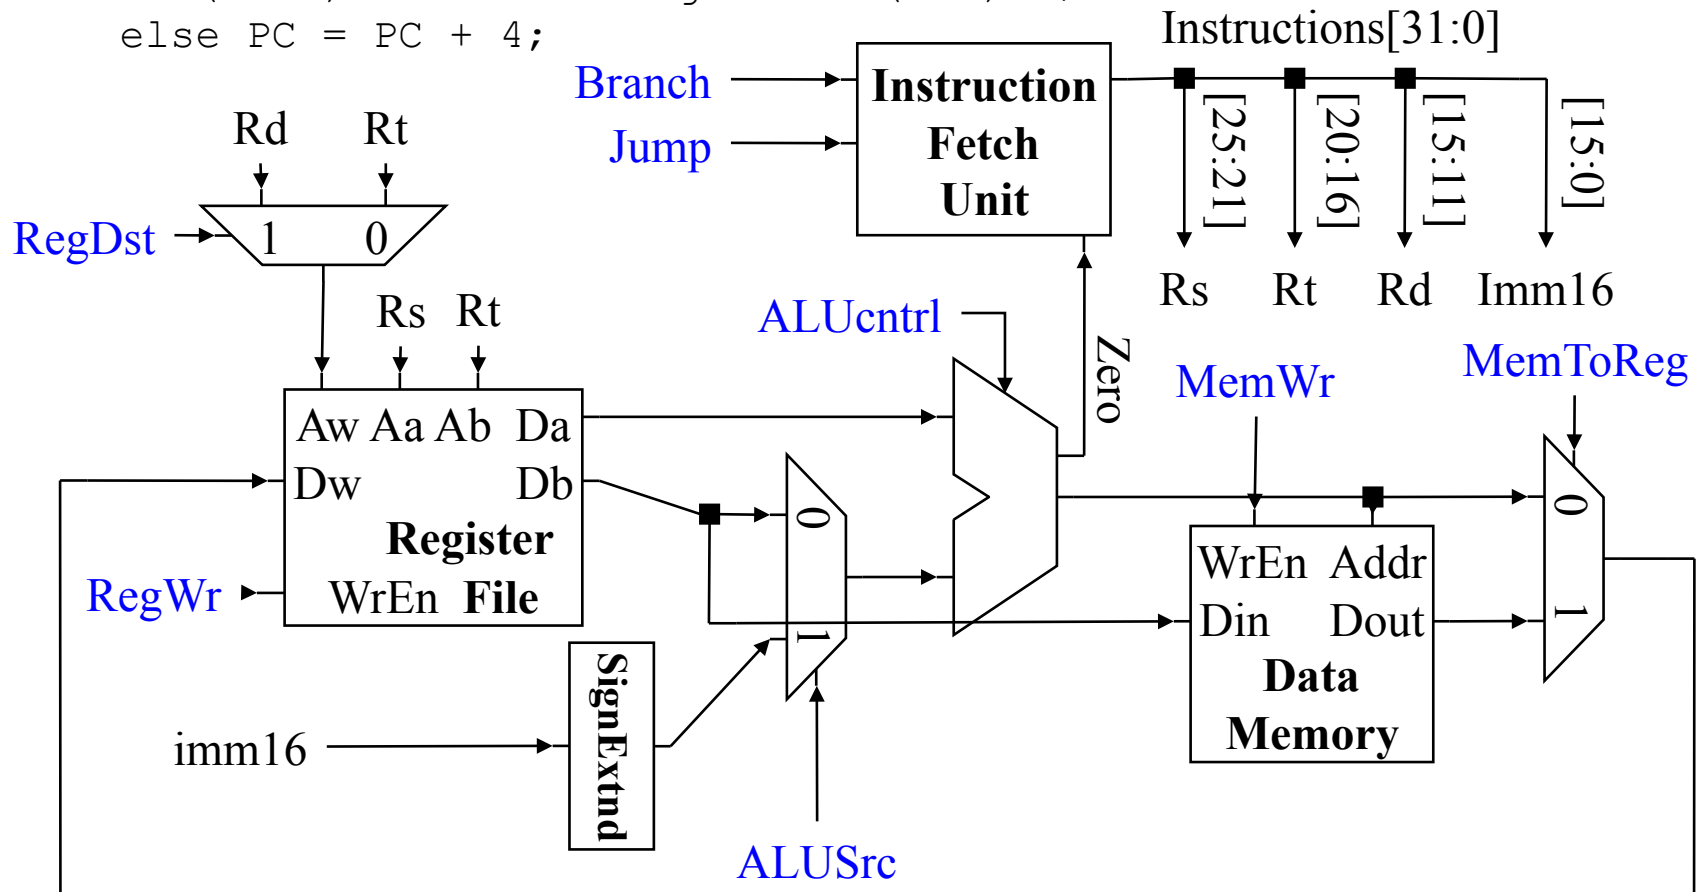 else PC = PC + 4;
Instructions[31:0]
Branch
Jump
Instruction
Fetch
Unit
[25:21]
[20:16]
[15:11]
[15:0]
Rs
Rt
Rd
Imm16
Rd
Rt
RegDst
1
0
Rs
Rt
ALUcntrl
Zero
MemWr
MemToReg
Aw Aa Ab Da
Dw
Db
Register
WrEn File
RegWr
0
1
SignExtnd
imm16
ALUSrc
WrEn Addr
Din
Dout
Data
Memory
0
1